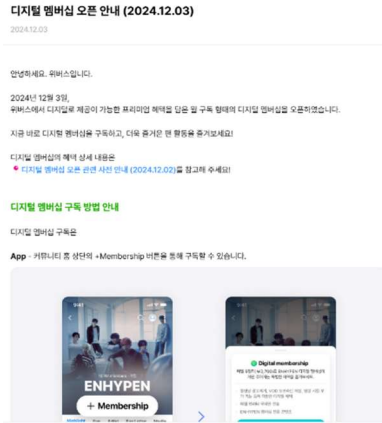 디지털 멤버십 오픈 안내 (2024.12.03)
2024.12.03
안녕하세요. 위버스입니다.
2024년 12월 3일,
위버스에서 디지털로 제공이 가능한 프리미엄 혜택을 담은 월 구독 형태의 디지털 멤버십을 오픈하였습니다.
지금 바로 디지털 멤버십을 구독하고, 더욱 즐거운 팬 활동을 즐겨보세요!
디지털 멤버십의 혜택 상세 내용은
디지털 멤버십 오픈 관련 사전 안내 (2024.12.02)를 참고해 주세요!
디지털 멤버십 구독 방법 안내
디지털 멤버십 구독은
App - 커뮤니티 홈 상단의 +Membership 버튼을 통해 구독할 수 있습니다.
9:41
ENHYPEN
+ Membership
Digital membership